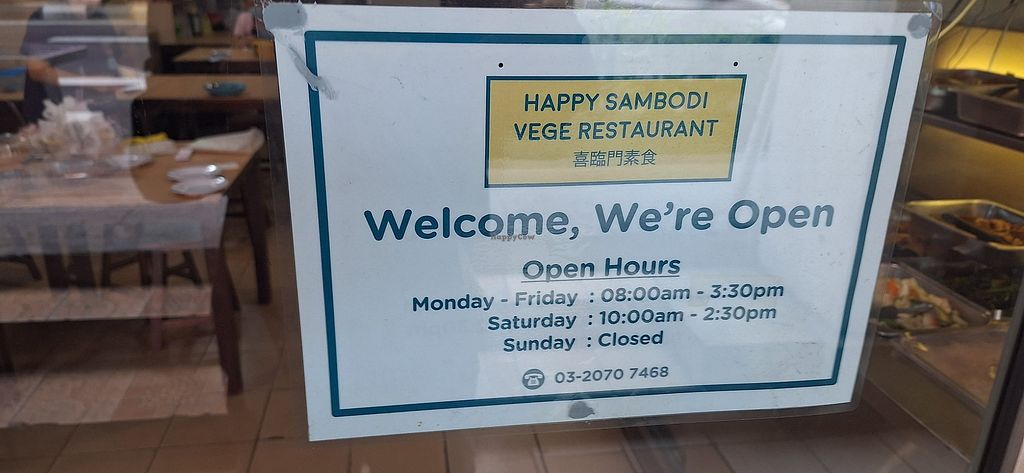 HAPPY SAMBODI
VEGE RESTAURANT
喜臨門素食
Welcome, We're Open
HappyCow
Open Hours
Monday - Friday : 08:00am - 3:30pm
Saturday : 10:00am - 2:30pm
Sunday : Closed
03-2070 7468